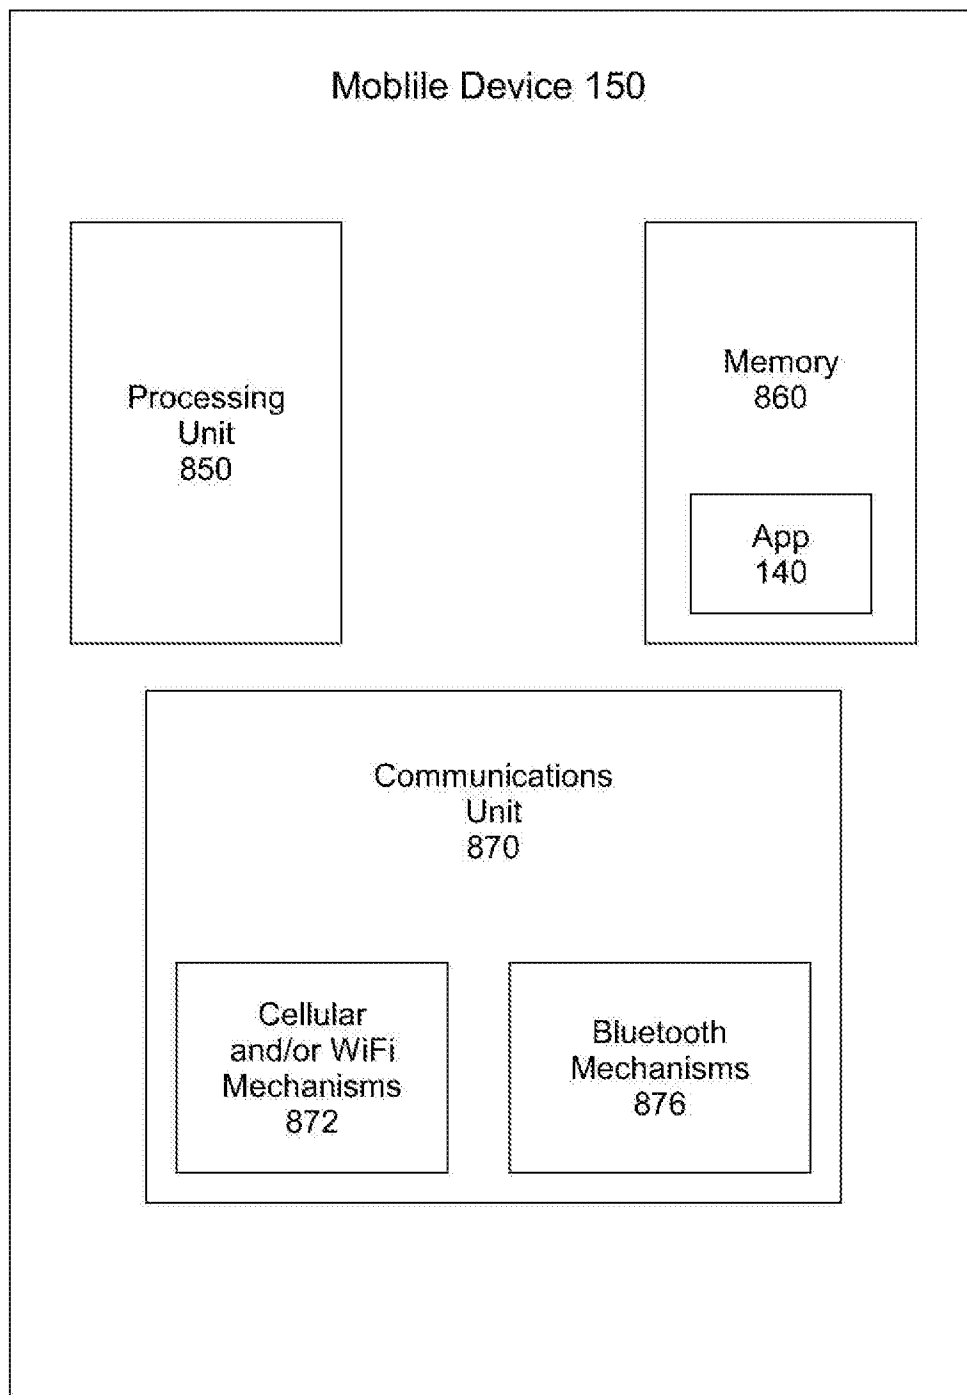 Moblile Device 150
Processing
Unit
850
Memory
860
App
140
Communications
Unit
870
Cellular
and/or WiFi
Mechanisms
872
Bluetooth
Mechanisms
876